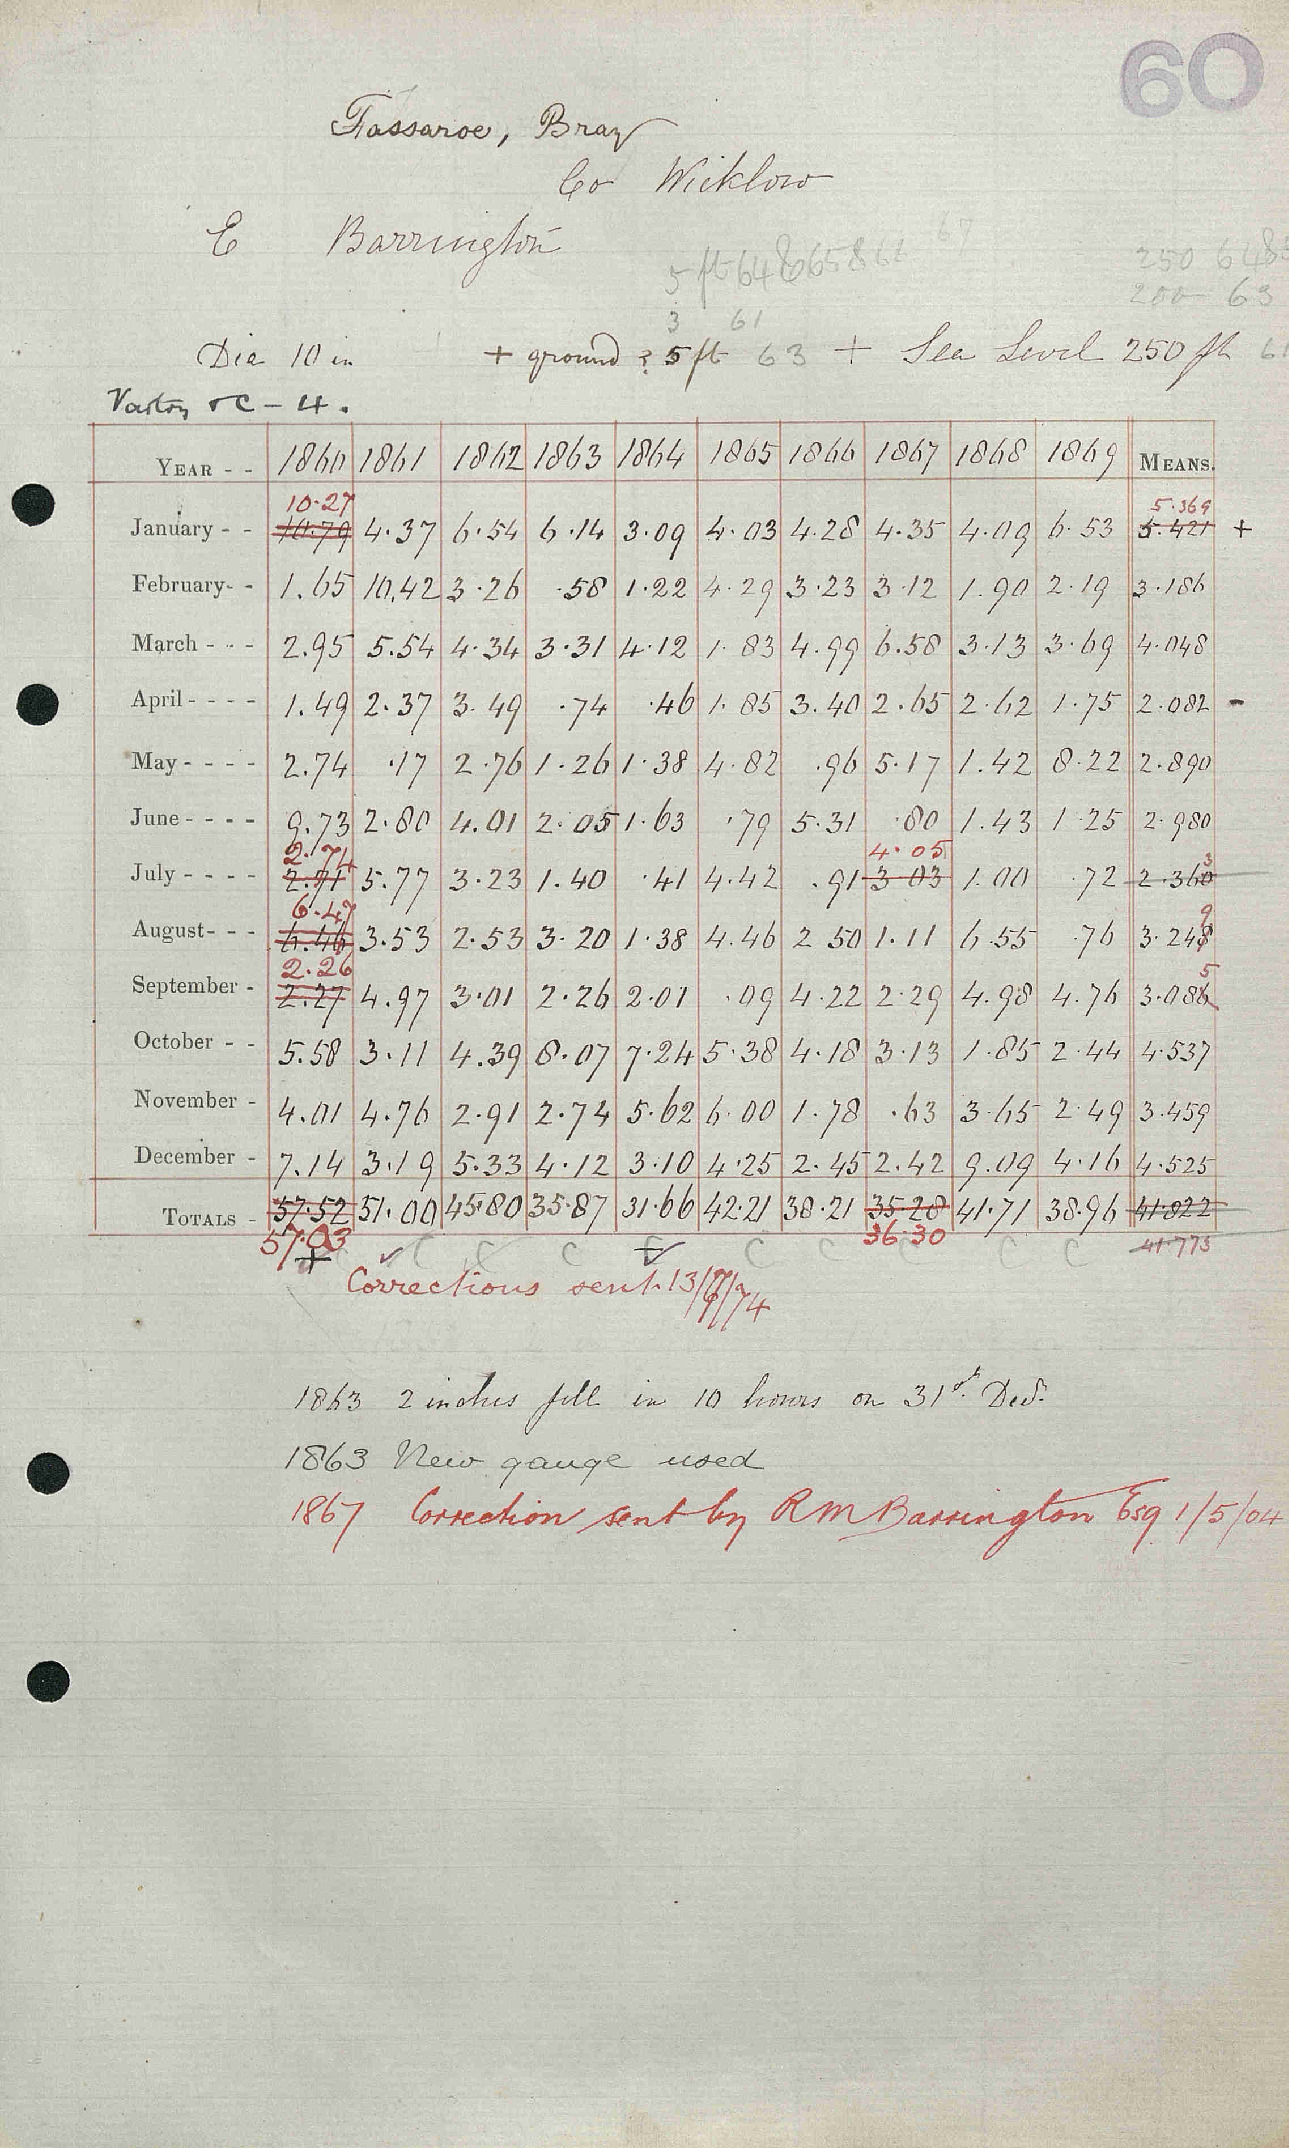 60
Fassaroe, Bray
Co Wicklow
E Barrington
67
5 ft 64 65 66
250 64
200 63
3 61
Dia 10 in + ground ? 5 ft 63 + Sea Level 250 ft 61
Vartry &C - 4.
YEAR - - 1860 1861 1862 1863 1864 1865 1866 1867 1868 1869 MEANS.
10.27 5.369
January - - 10.79 4.37 6.54 6.14 3.09 4.03 4.28 4.35 4.09 6.53 5.421 +
February- - 1.65 10.42 3.26 .58 1.22 4.29 3.23 3.12 1.90 2.19 3.186
March - - - 2.95 5.54 4.34 3.31 4.12 1.83 4.99 6.58 3.13 3.69 4.048
April - - - - 1.49 2.37 3.49 .74 .46 1.85 3.40 2.65 2.62 1.75 2.082 -
May - - - - 2.74 .17 2.76 1.26 1.38 4.82 .96 5.17 1.42 8.22 2.890
June - - - - 9.73 2.80 4.01 2.05 1.63 .79 5.31 .80 1.43 1.25 2.980
2.74 4.05 3
July - - - - 2.71 5.77 3.23 1.40 .41 4.42 .91 3.03 1.00 .72 2.360
6.47 9
August- - - 6.46 3.53 2.53 3.20 1.38 4.46 2.50 1.11 6.55 .76 3.248
2.26 5
September - 2.27 4.97 3.01 2.26 2.01 .09 4.22 2.29 4.98 4.76 3.086
October - - 5.58 3.11 4.39 8.07 7.24 5.38 4.18 3.13 1.85 2.44 4.537
November - 4.01 4.76 2.91 2.74 5.62 6.00 1.78 .63 3.65 2.49 3.459
December - 7.14 3.19 5.33 4.12 3.10 4.25 2.45 2.42 9.09 4.16 4.525
TOTALS - 57.52 51.00 45.80 35.87 31.66 42.21 38.21 35.28 41.71 38.96 41.822
57.03 36.30 41.773
+ C C C C C C C C
Corrections sent 13/7/74
1863 2 inches fell in 10 hours on 31st. Decr.
1863 New gauge used
1867 Correction sent by R M Barrington Esq 1/5/04